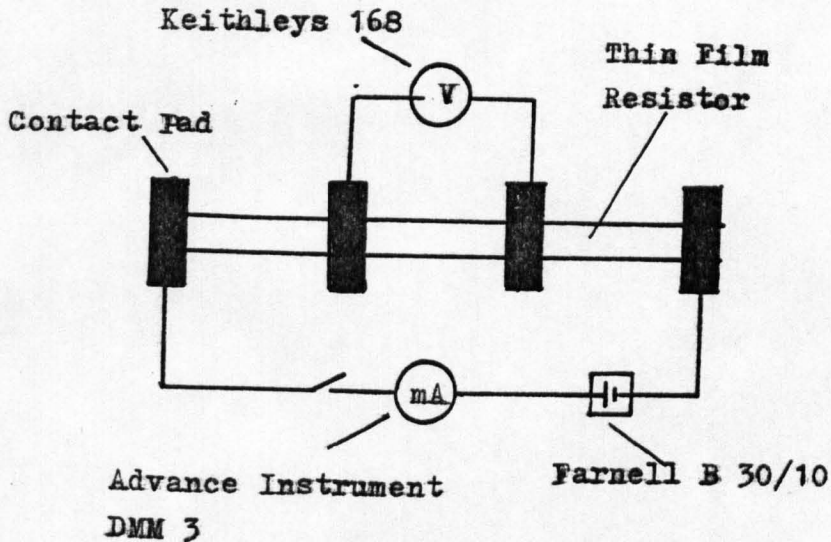 Keithleys 168
V
Thin Film
Resistor
Contact Pad
mA
Advance Instrument
DMM 3
Farnell B 30/10